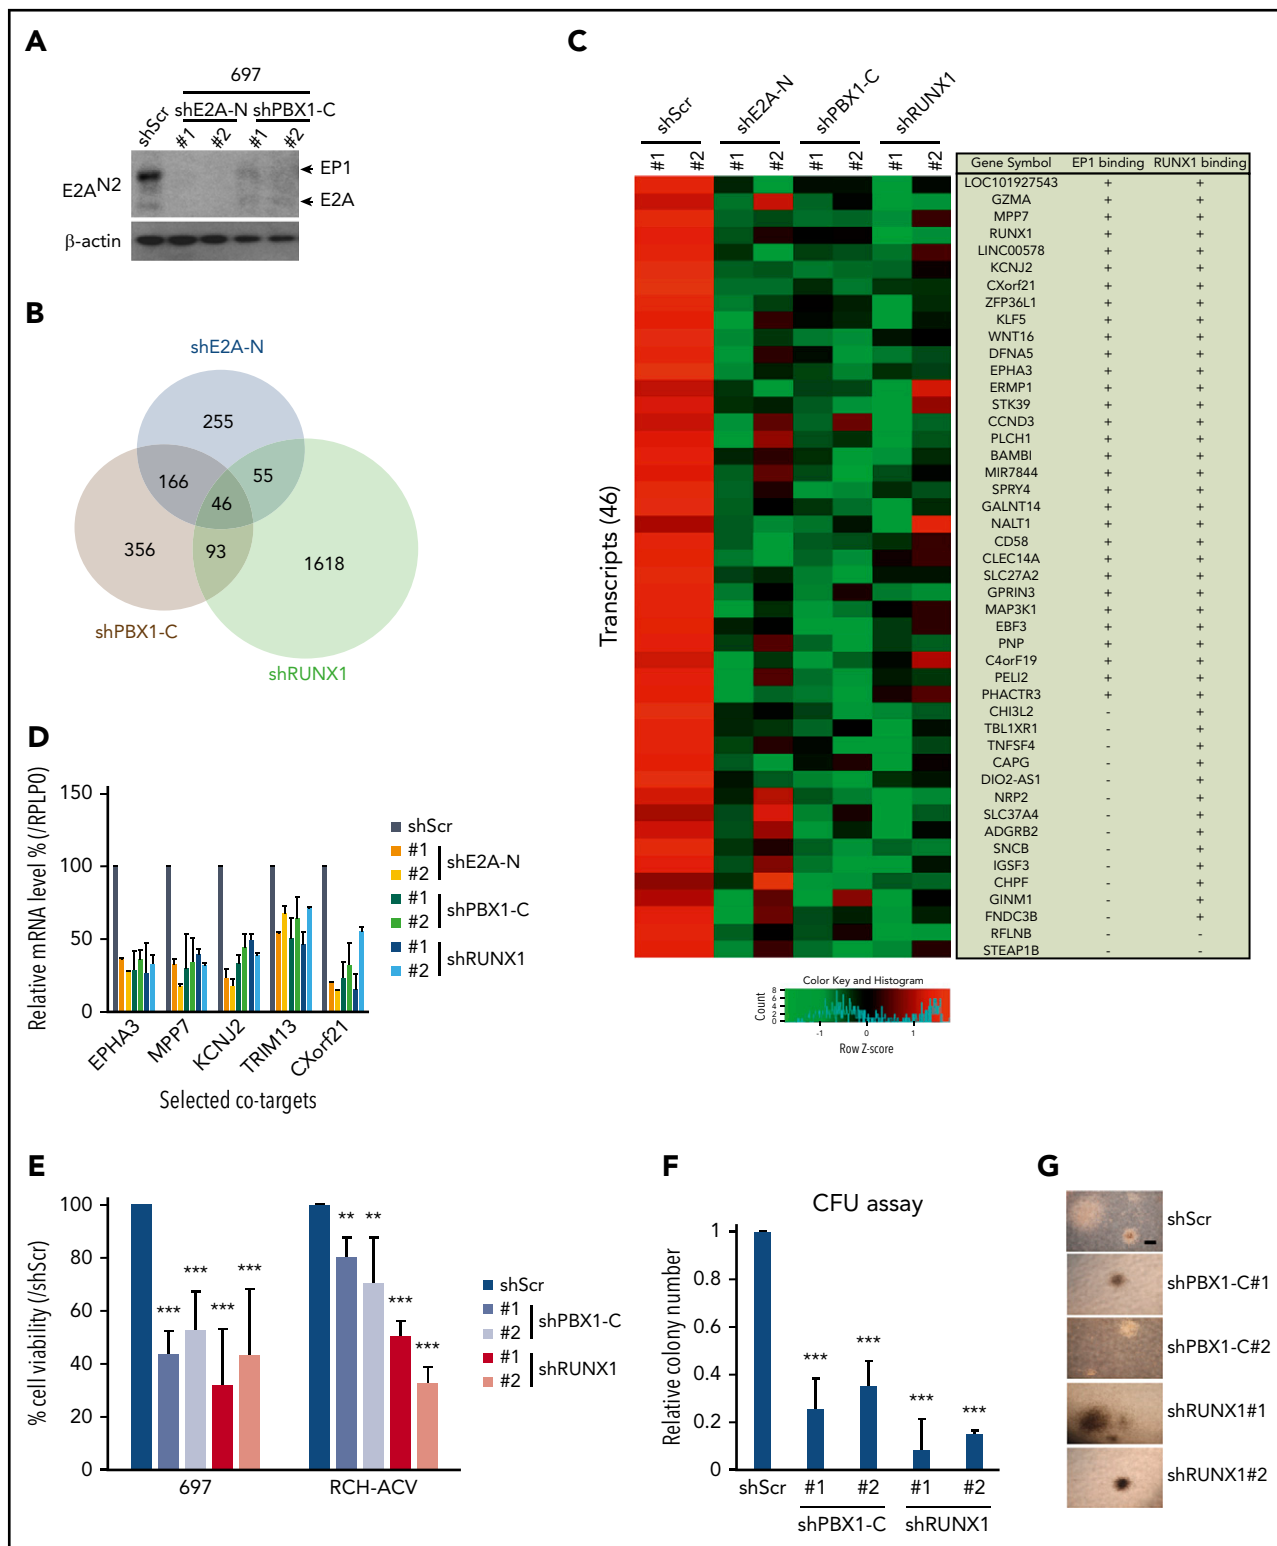 A
697
shScr
shE2A-N shPBX1-C
#1 #2 #1 #2
E2AN2
EP1
E2A
β-actin
B
shE2A-N
255
166
55
46
356
93
1618
shPBX1-C
shRUNX1
C
shScr shE2A-N shPBX1-C shRUNX1
#1 #2 #1 #2 #1 #2 #1 #2
Transcripts (46)
Gene Symbol EP1 binding RUNX1 binding
LOC101927543 + +
GZMA + +
MPP7 + +
RUNX1 + +
LINC00578 + +
KCNJ2 + +
CXorf21 + +
ZFP36L1 + +
KLF5 + +
WNT16 + +
DFNA5 + +
EPHA3 + +
ERMP1 + +
STK39 + +
CCND3 + +
PLCH1 + +
BAMBI + +
MIR7844 + +
SPRY4 + +
GALNT14 + +
NALT1 + +
CD58 + +
CLEC14A + +
SLC27A2 + +
GPRIN3 + +
MAP3K1 + +
EBF3 + +
PNP + +
C4orF19 + +
PELI2 + +
PHACTR3 + +
CHI3L2 - +
TBL1XR1 - +
TNFSF4 - +
CAPG - +
DIO2-AS1 - +
NRP2 - +
SLC37A4 - +
ADGRB2 - +
SNCB - +
IGSF3 - +
CHPF - +
GINM1 - +
FNDC3B - +
RFLNB - -
STEAP1B - -
Color Key and Histogram
Count
8
6
4
2
0
-1 0 1
Row Z-score
D
Relative mRNA level % (/RPLP0)
150
100
50
0
EPHA3 MPP7 KCNJ2 TRIM13 CXorf21
Selected co-targets
shScr
#1
#2
shE2A-N
#1
#2
shPBX1-C
#1
#2
shRUNX1
E
% cell viability (/shScr)
100
80
60
40
20
0
*** *** *** *** ** ** *** ***
697 RCH-ACV
shScr
#1
#2
shPBX1-C
#1
#2
shRUNX1
F
CFU assay
Relative colony number
1
0.8
0.6
0.4
0.2
0
*** *** *** ***
shScr #1 #2 #1 #2
shPBX1-C shRUNX1
G
shScr
shPBX1-C#1
shPBX1-C#2
shRUNX1#1
shRUNX1#2